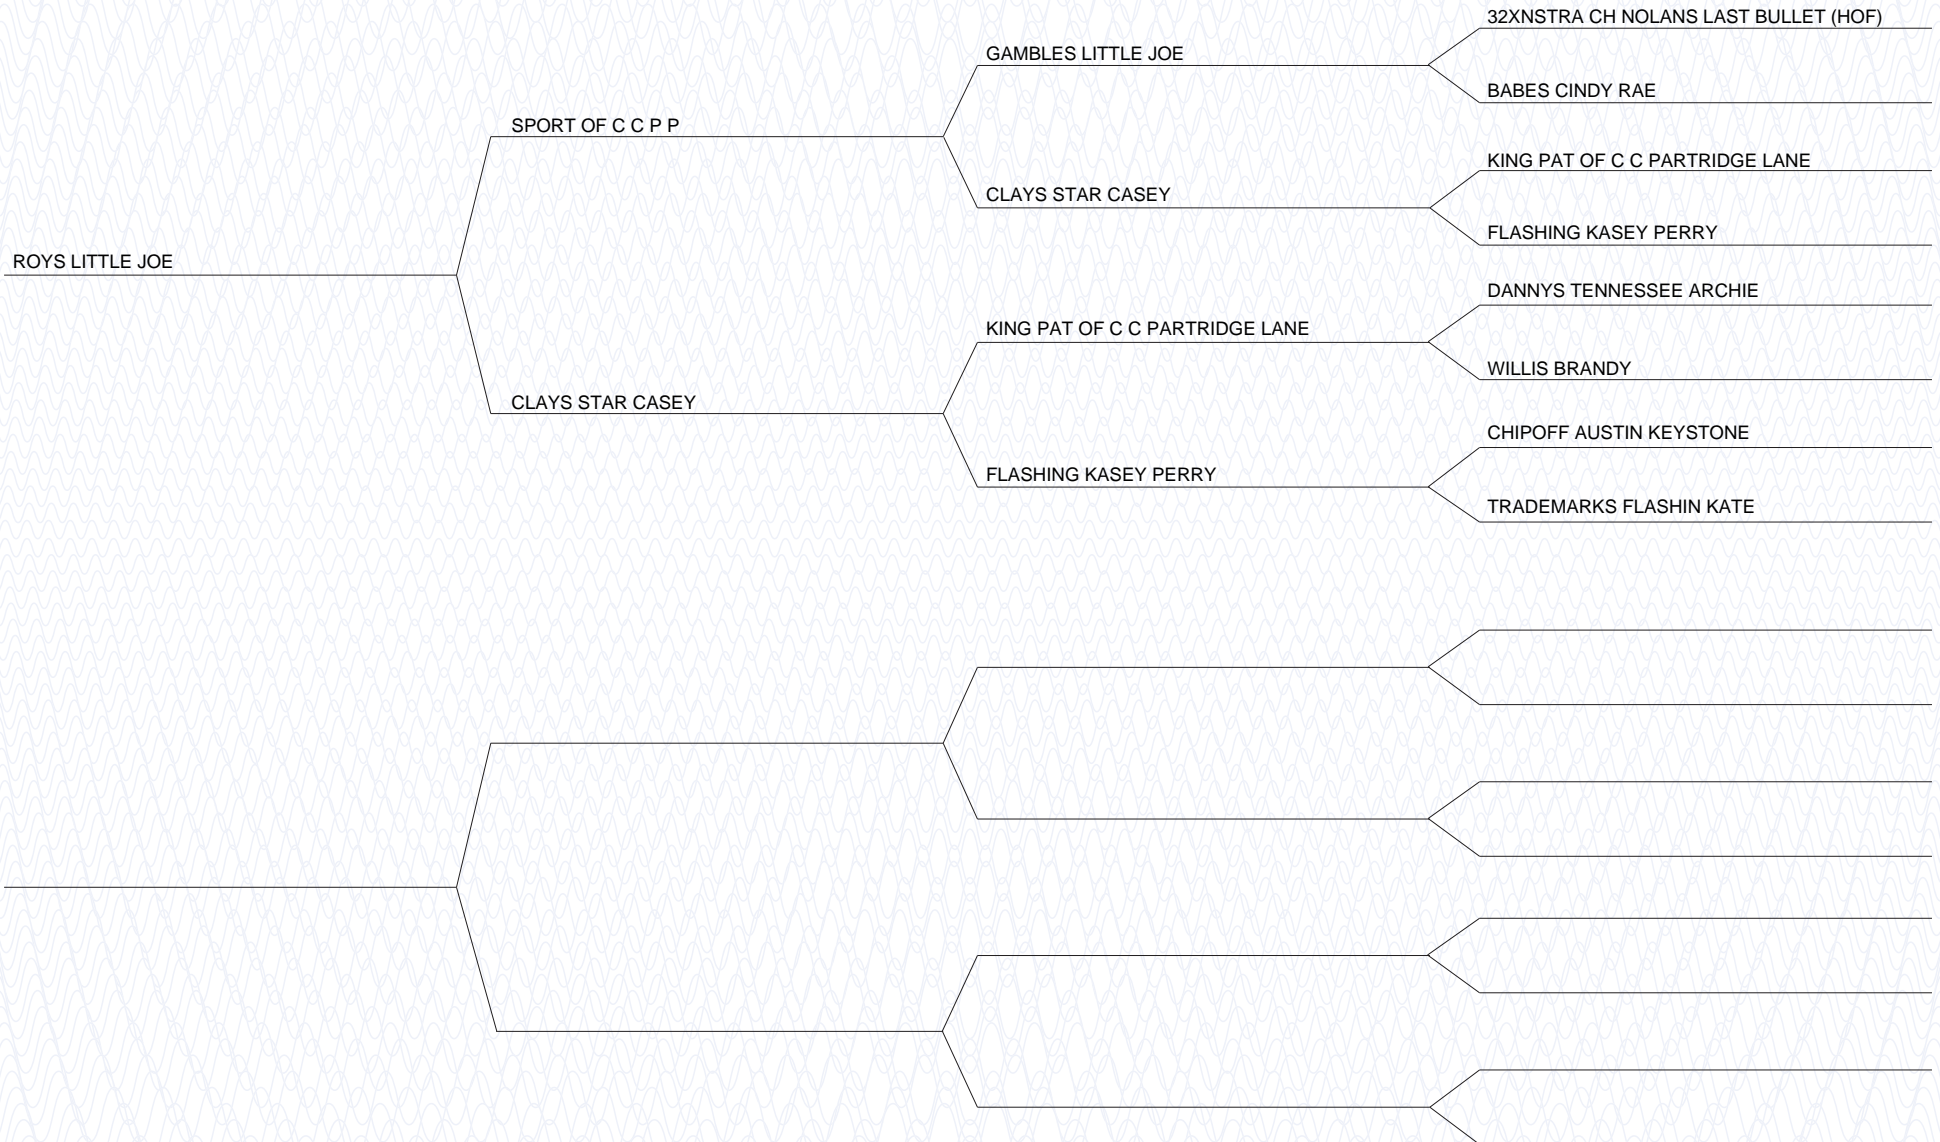 32XNSTRA CH NOLANS LAST BULLET (HOF)
GAMBLES LITTLE JOE
BABES CINDY RAE
SPORT OF C C P P
KING PAT OF C C PARTRIDGE LANE
CLAYS STAR CASEY
FLASHING KASEY PERRY
ROYS LITTLE JOE
DANNYS TENNESSEE ARCHIE
KING PAT OF C C PARTRIDGE LANE
WILLIS BRANDY
CLAYS STAR CASEY
CHIPOFF AUSTIN KEYSTONE
FLASHING KASEY PERRY
TRADEMARKS FLASHIN KATE